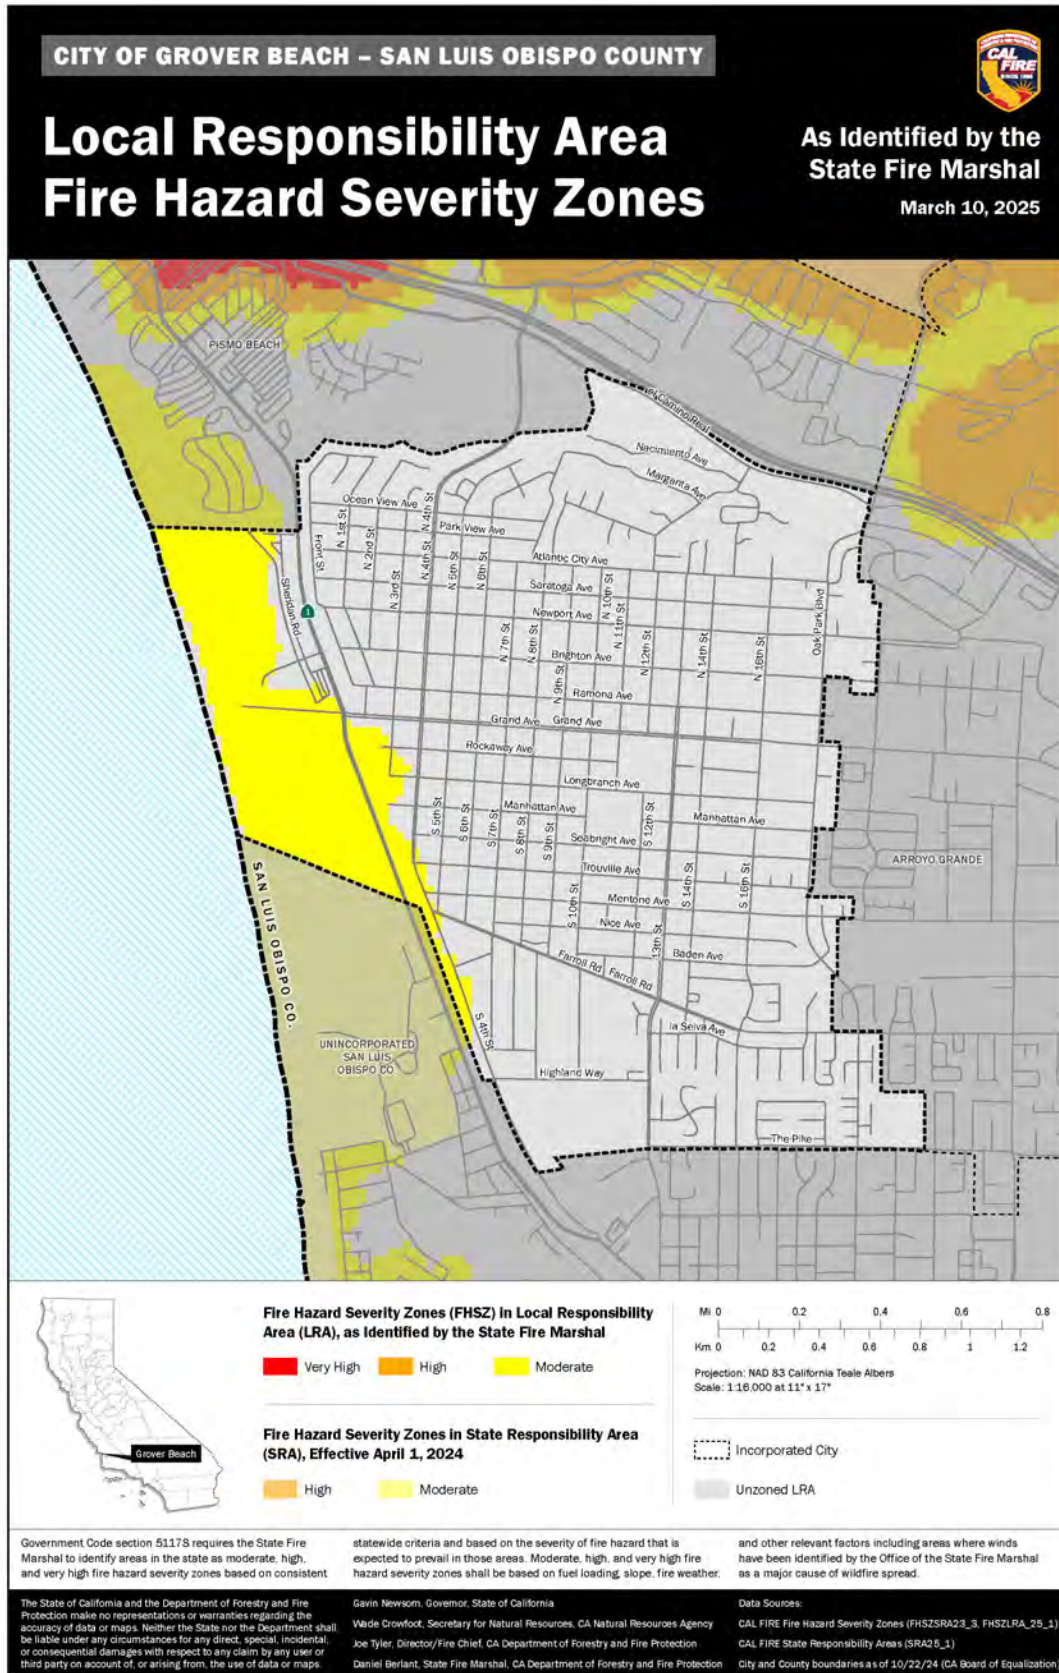 CITY OF GROVER BEACH – SAN LUIS OBISPO COUNTY
CAL FIRE
SINCE 1885
Local Responsibility Area
Fire Hazard Severity Zones
As Identified by the
State Fire Marshal
March 10, 2025
PISMO BEACH
el Camino Real
Nacimiento Ave
Margarita Ave
Ocean View Ave
N 4th St
Park View Ave
N 1st St
N 2nd St
Front St
N 3rd St
N 4th St
N 5th St
N 6th St
Atlantic City Ave
Saratoga Ave
N 10th St
Newport Ave
N 11th St
Sheridan Rd
1
N 7th St
N 8th St
Brighton Ave
N 12th St
N 14th St
N 16th St
Oak Park Blvd
N 9th St
Ramona Ave
Grand Ave
Grand Ave
Rockaway Ave
Longbranch Ave
S 5th St
S 6th St
S 7th St
Manhattan Ave
S 8th St
S 9th St
Seabright Ave
S 12th St
Manhattan Ave
Trouville Ave
S 14th St
S 16th St
ARROYO GRANDE
Mentone Ave
S 10th St
Nice Ave
13th St
Baden Ave
Farroll Rd
Farroll Rd
SAN LUIS OBISPO CO.
S 4th St
la Selva Ave
UNINCORPORATED
SAN LUIS
OBISPO CO
Highland Way
The Pike
Grover Beach
Fire Hazard Severity Zones (FHSZ) in Local Responsibility
Area (LRA), as Identified by the State Fire Marshal
Very High
High
Moderate
Fire Hazard Severity Zones in State Responsibility Area
(SRA), Effective April 1, 2024
High
Moderate
Mi 0 0.2 0.4 0.6 0.8
Km 0 0.2 0.4 0.6 0.8 1 1.2
Projection: NAD 83 California Teale Albers
Scale: 1:16,000 at 11" x 17"
Incorporated City
Unzoned LRA
Government Code section 51178 requires the State Fire
Marshal to identify areas in the state as moderate, high,
and very high fire hazard severity zones based on consistent
statewide criteria and based on the severity of fire hazard that is
expected to prevail in those areas. Moderate, high, and very high fire
hazard severity zones shall be based on fuel loading, slope, fire weather,
and other relevant factors including areas where winds
have been identified by the Office of the State Fire Marshal
as a major cause of wildfire spread.
The State of California and the Department of Forestry and Fire
Protection make no representations or warranties regarding the
accuracy of data or maps. Neither the State nor the Department shall
be liable under any circumstances for any direct, special, incidental,
or consequential damages with respect to any claim by any user or
third party on account of, or arising from, the use of data or maps.
Gavin Newsom, Governor, State of California
Wade Crowfoot, Secretary for Natural Resources, CA Natural Resources Agency
Joe Tyler, Director/Fire Chief, CA Department of Forestry and Fire Protection
Daniel Berlant, State Fire Marshal, CA Department of Forestry and Fire Protection
Data Sources:
CAL FIRE Fire Hazard Severity Zones (FHSZSRA23_3, FHSZLRA_25_1)
CAL FIRE State Responsibility Areas (SRA25_1)
City and County boundaries as of 10/22/24 (CA Board of Equalization)